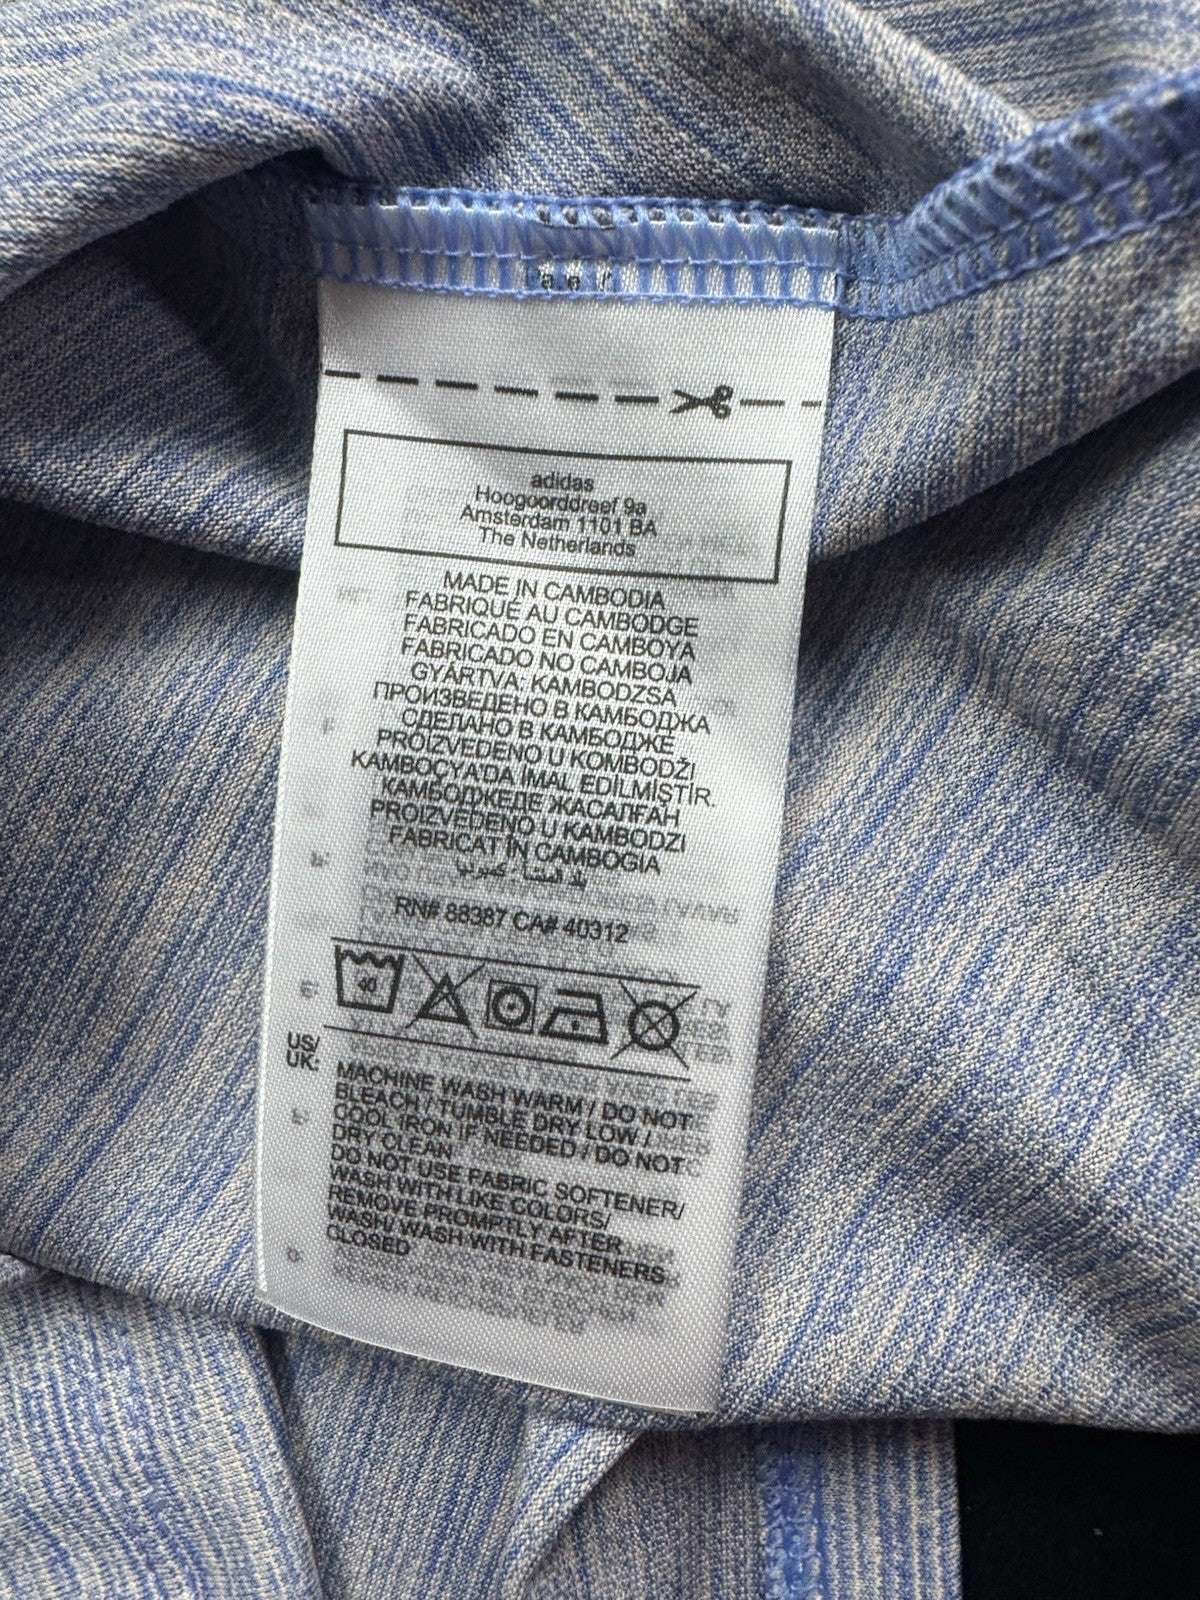 adidas
Hoogoorddreef 9a
Amsterdam 1101 BA
The Netherlands
MADE IN CAMBODIA
FABRIQUÉ AU CAMBODGE
FABRICADO EN CAMBOYA
FABRICADO NO CAMBOJA
GYÁRTVA: KAMBODZSA
ПРОИЗВЕДЕНО В КАМБОДЖА
СДЕЛАНО В КАМБОДЖЕ
PROIZVEDENO U KOMBODŽI
KAMBOÇYA'DA İMAL EDİLMİŞTİR.
КАМБОДЖЕДЕ ЖАСАЛҒАН
PROIZVEDENO U KAMBODZI
FABRICAT ÎN CAMBOGIA
RN# 88387 CA# 40312
40
US/
UK:
MACHINE WASH WARM / DO NOT
BLEACH / TUMBLE DRY LOW /
COOL IRON IF NEEDED / DO NOT
DRY CLEAN
DO NOT USE FABRIC SOFTENER/
WASH WITH LIKE COLORS/
REMOVE PROMPTLY AFTER
WASH/ WASH WITH FASTENERS
CLOSED